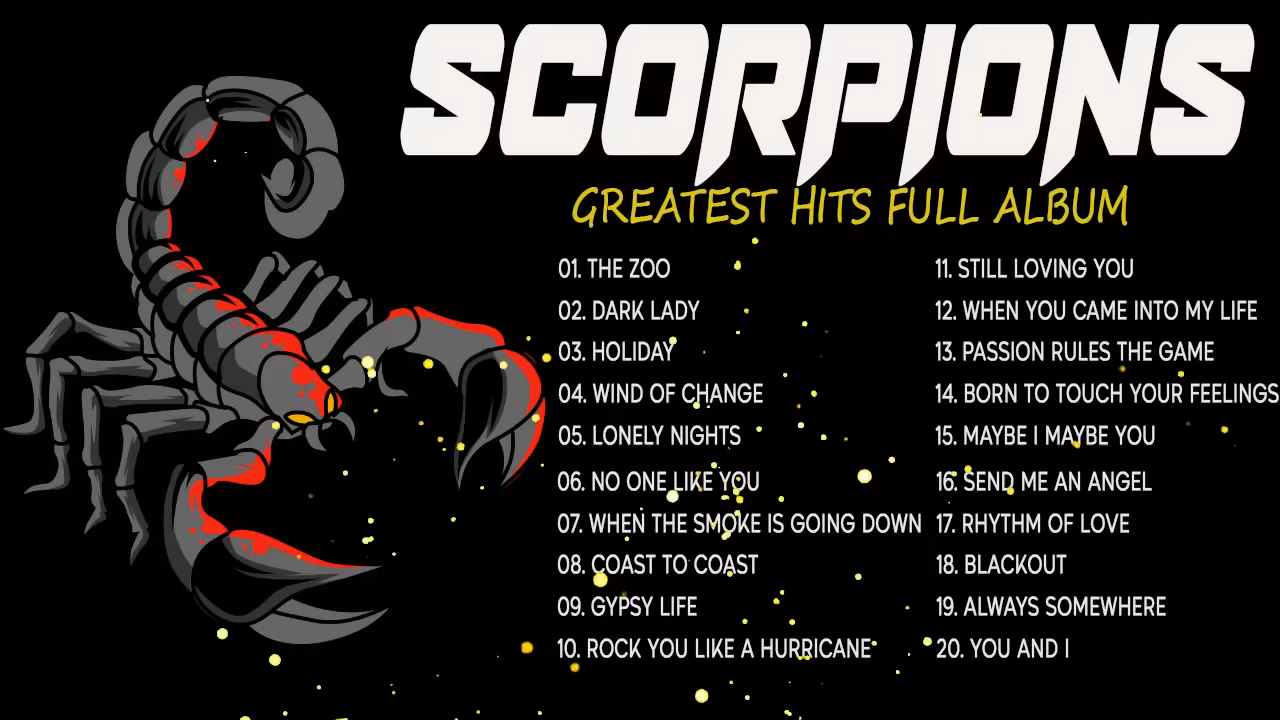 SCORPIONS
GREATEST HITS FULL ALBUM
01. THE ZOO
02. DARK LADY
03. HOLIDAY
04. WIND OF CHANGE
05. LONELY NIGHTS
06. NO ONE LIKE YOU
07. WHEN THE SMOKE IS GOING DOWN
08. COAST TO COAST
09. GYPSY LIFE
10. ROCK YOU LIKE A HURRICANE
11. STILL LOVING YOU
12. WHEN YOU CAME INTO MY LIFE
13. PASSION RULES THE GAME
14. BORN TO TOUCH YOUR FEELINGS
15. MAYBE I MAYBE YOU
16. SEND ME AN ANGEL
17. RHYTHM OF LOVE
18. BLACKOUT
19. ALWAYS SOMEWHERE
20. YOU AND I